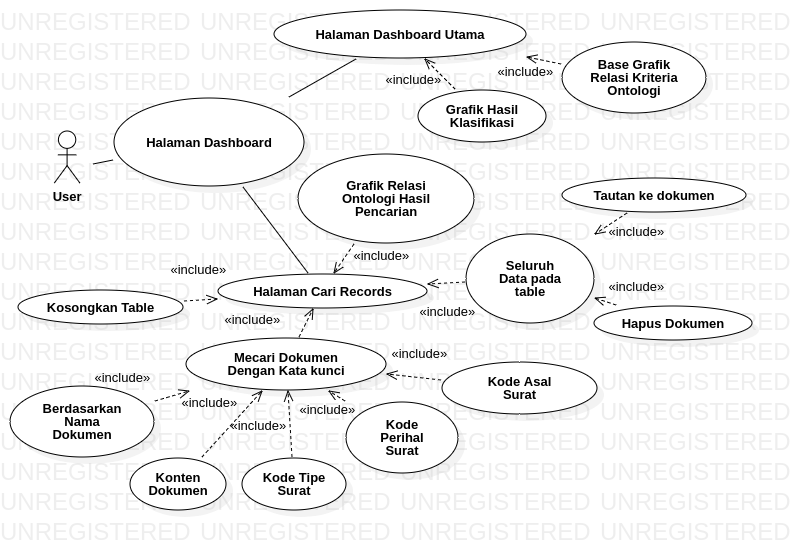 Halaman Dashboard Utama
«include»
«include»
Base Grafik
Relasi Kriteria
Ontologi
Grafik Hasil
Klasifikasi
Halaman Dashboard
User
Grafik Relasi
Ontologi Hasil
Pencarian
Tautan ke dokumen
«include»
«include»
Seluruh
Data pada
table
«include»
«include»
Halaman Cari Records
Kosongkan Table
«include»
«include»
Hapus Dokumen
Mecari Dokumen
Dengan Kata kunci
«include»
«include»
Kode Asal
Surat
Berdasarkan
Nama
Dokumen
«include»
«include»
«include»
Kode
Perihal
Surat
Konten
Dokumen
Kode Tipe
Surat
UNREGISTERED UNREGISTERED UNREGISTERED UNREGISTERED